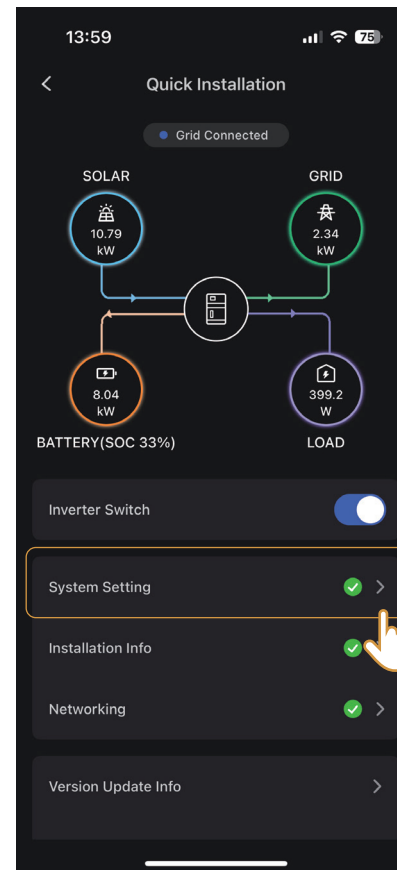 13:59
75
Quick Installation
Grid Connected
SOLAR
GRID
10.79
kW
2.34
kW
8.04
kW
399.2
W
BATTERY(SOC 33%)
LOAD
Inverter Switch
System Setting
Installation Info
Networking
Version Update Info